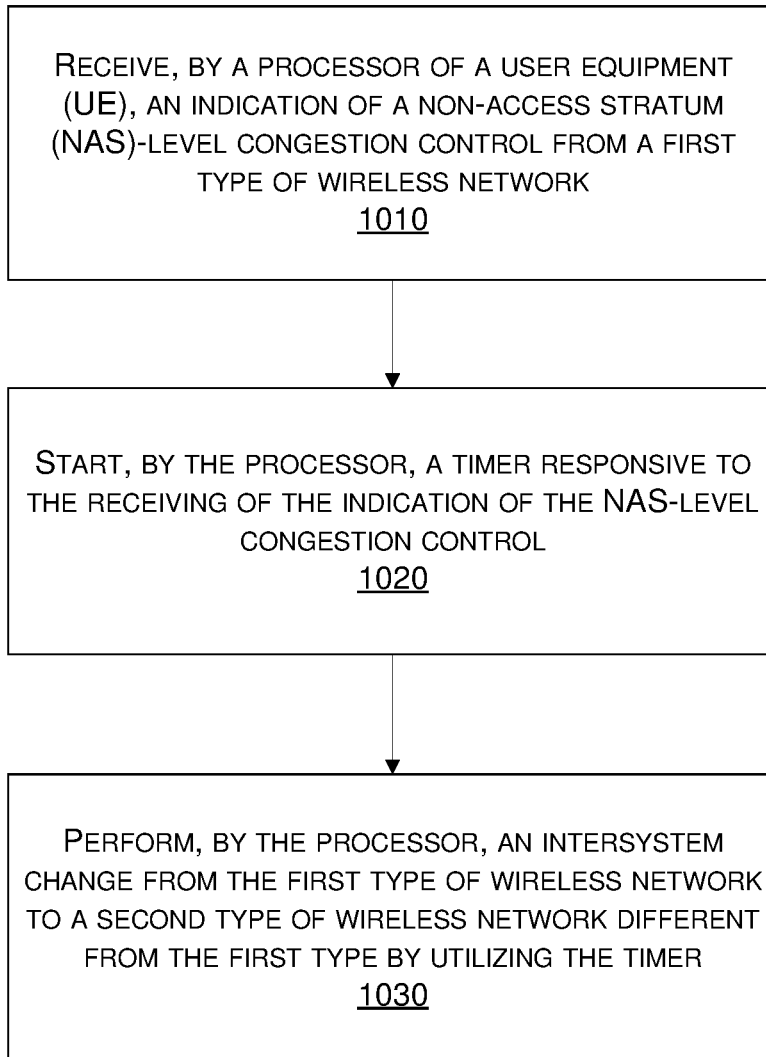 RECEIVE, BY A PROCESSOR OF A USER EQUIPMENT
(UE), AN INDICATION OF A NON-ACCESS STRATUM
(NAS)-LEVEL CONGESTION CONTROL FROM A FIRST
TYPE OF WIRELESS NETWORK
1010
START, BY THE PROCESSOR, A TIMER RESPONSIVE TO
THE RECEIVING OF THE INDICATION OF THE NAS-LEVEL
CONGESTION CONTROL
1020
PERFORM, BY THE PROCESSOR, AN INTERSYSTEM
CHANGE FROM THE FIRST TYPE OF WIRELESS NETWORK
TO A SECOND TYPE OF WIRELESS NETWORK DIFFERENT
FROM THE FIRST TYPE BY UTILIZING THE TIMER
1030